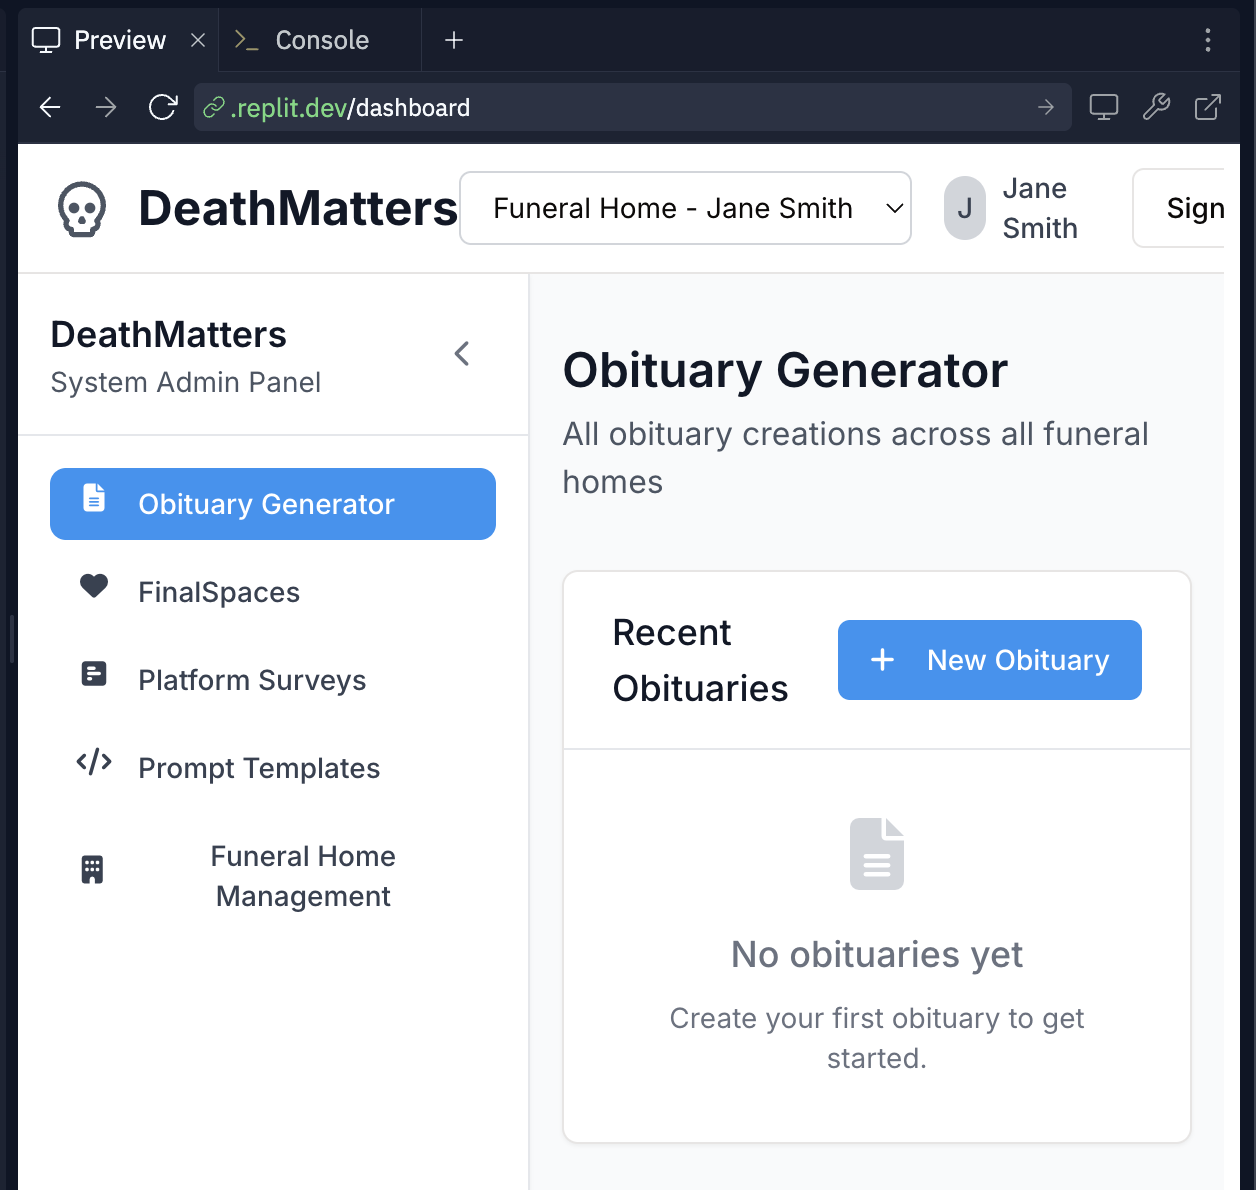 Preview
Console
.replit.dev/dashboard
DeathMatters
Funeral Home - Jane Smith
J
Jane
Smith
Sign
DeathMatters
System Admin Panel
Obituary Generator
FinalSpaces
Platform Surveys
Prompt Templates
Funeral Home
Management
Obituary Generator
All obituary creations across all funeral
homes
Recent
Obituaries
New Obituary
No obituaries yet
Create your first obituary to get
started.